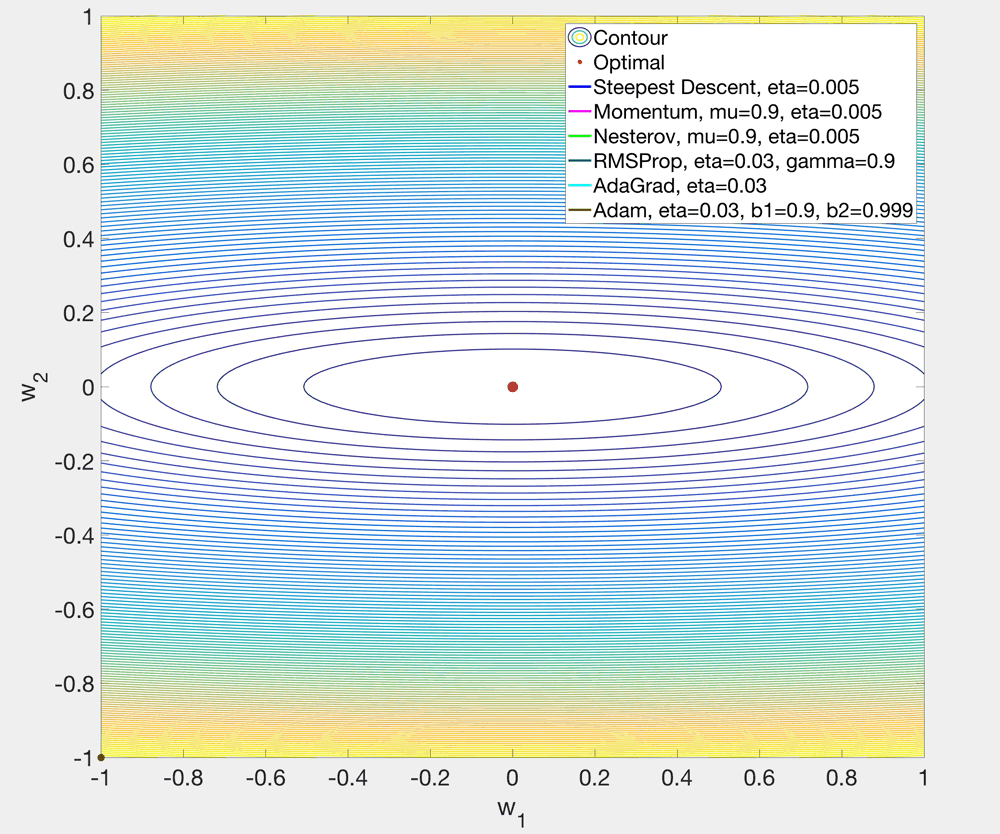 1
0.8
0.6
0.4
0.2
0
-0.2
-0.4
-0.6
-0.8
-1
w2
Contour
Optimal
Steepest Descent, eta=0.005
Momentum, mu=0.9, eta=0.005
Nesterov, mu=0.9, eta=0.005
RMSProp, eta=0.03, gamma=0.9
AdaGrad, eta=0.03
Adam, eta=0.03, b1=0.9, b2=0.999
-1 -0.8 -0.6 -0.4 -0.2 0 0.2 0.4 0.6 0.8 1
w1